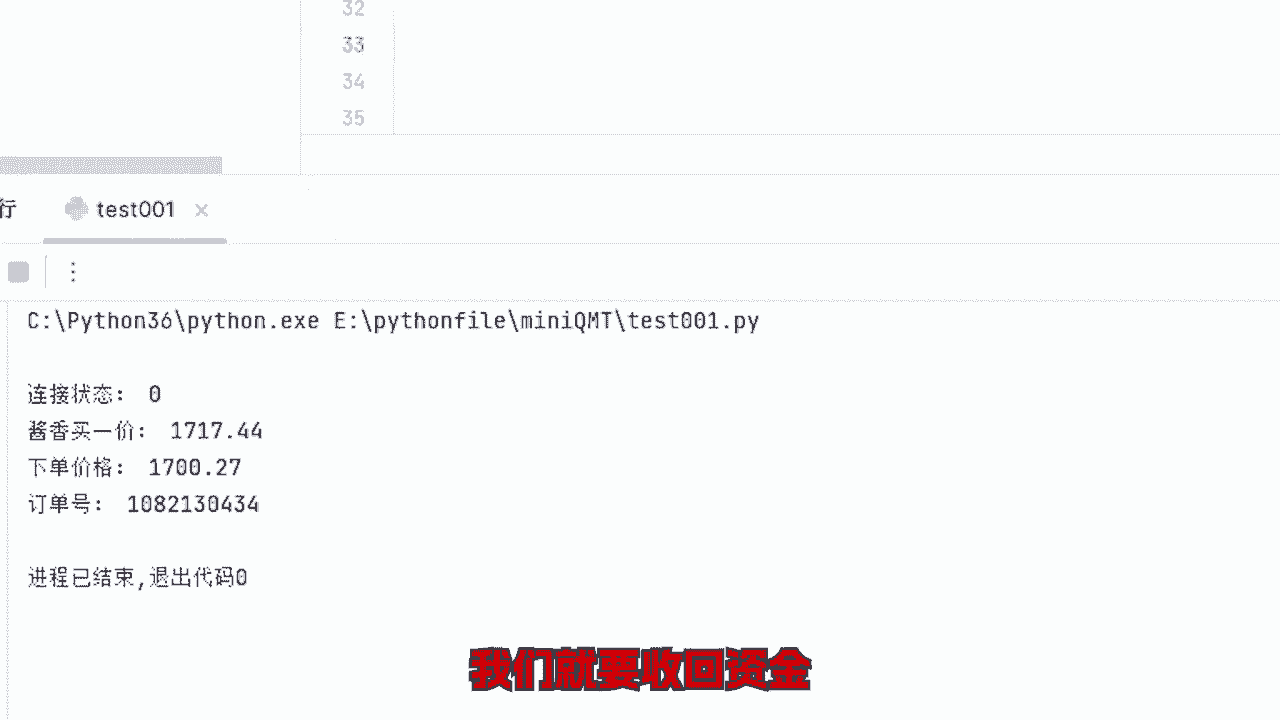 32
33
34
35
行
test001 ×
C:\Python36\python.exe E:\pythonfile\miniQMT\test001.py
连接状态： 0
酱香买一价： 1717.44
下单价格： 1700.27
订单号： 1082130434
进程已结束,退出代码0
我们就要收回资金